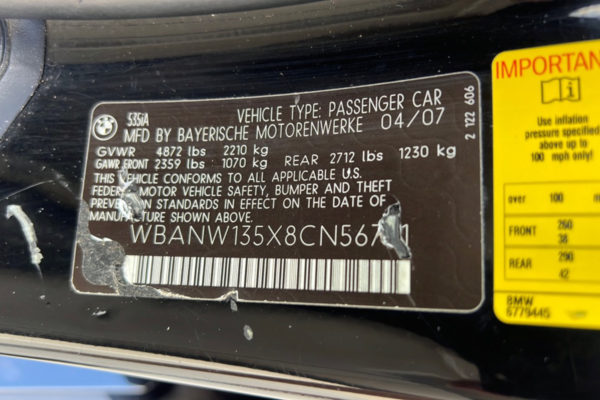 535iA
VEHICLE TYPE: PASSENGER CAR
MFD BY BAYERISCHE MOTORENWERKE 04/07
GVWR 4872 lbs 2210 kg
GAWR FRONT 2359 lbs 1070 kg REAR 2712 lbs 1230 kg
THIS VEHICLE CONFORMS TO ALL APPLICABLE U.S.
MOTOR VEHICLE SAFETY, BUMPER AND THEFT
STANDARDS IN EFFECT ON THE DATE OF
MANUFACTURE SHOWN ABOVE.
2 122 606
IMPORTAN
Use inflation
pressure specified
above up to
100 mph only!
over 100 m
FRONT 260
38
REAR 290
42
BMW
6779445